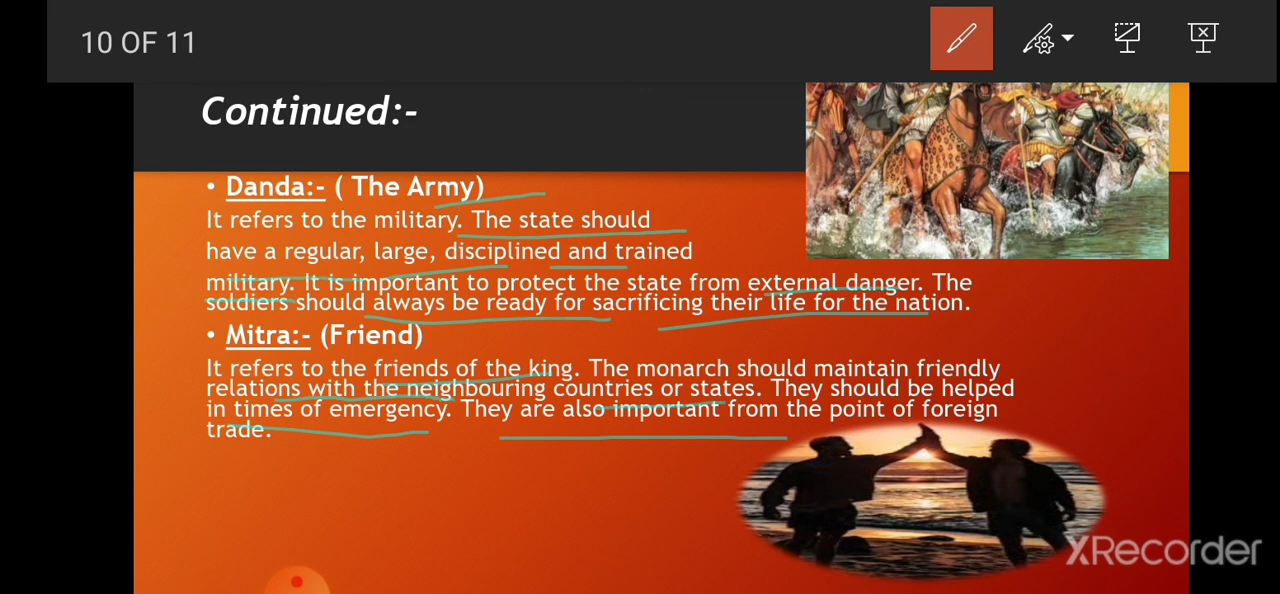 10 OF 11
Continued:-
• Danda:- ( The Army)
It refers to the military. The state should
have a regular, large, disciplined and trained
military. It is important to protect the state from external danger. The
soldiers should always be ready for sacrificing their life for the nation.
• Mitra:- (Friend)
It refers to the friends of the king. The monarch should maintain friendly
relations with the neighbouring countries or states. They should be helped
in times of emergency. They are also important from the point of foreign
trade.
XRecorder